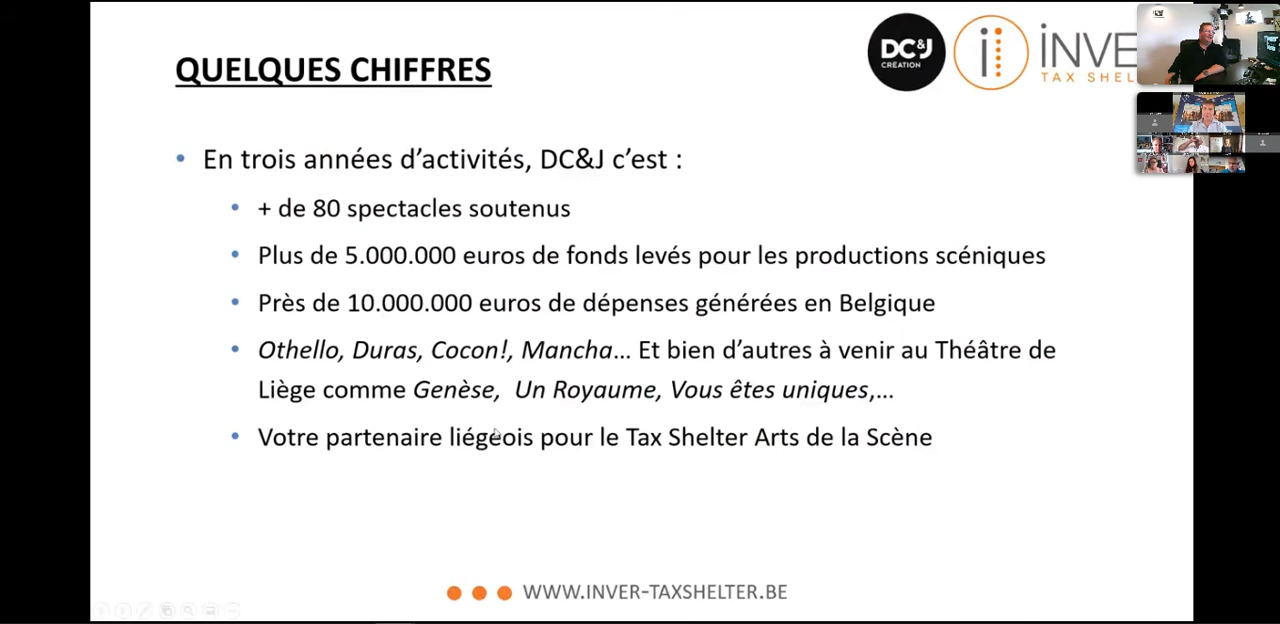 QUELQUES CHIFFRES
DC&J
CRÉATION
iNVE
TAX SHEL
• En trois années d’activités, DC&J c’est :
• + de 80 spectacles soutenus
• Plus de 5.000.000 euros de fonds levés pour les productions scéniques
• Près de 10.000.000 euros de dépenses générées en Belgique
• Othello, Duras, Cocon!, Mancha… Et bien d’autres à venir au Théâtre de
Liège comme Genèse, Un Royaume, Vous êtes uniques,…
• Votre partenaire liégeois pour le Tax Shelter Arts de la Scène
WWW.INVER-TAXSHELTER.BE